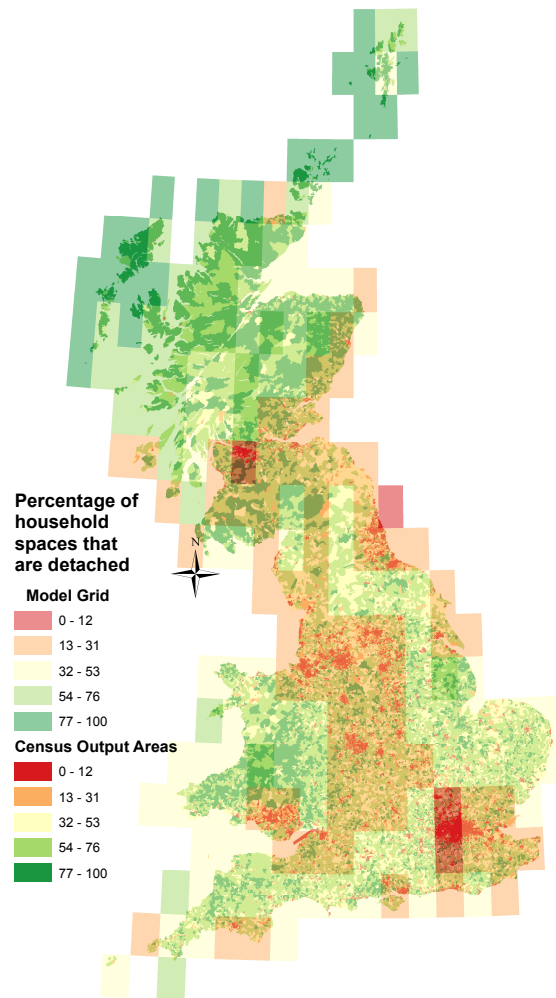 Percentage of
household
spaces that
are detached
N
Model Grid
0 - 12
13 - 31
32 - 53
54 - 76
77 - 100
Census Output Areas
0 - 12
13 - 31
32 - 53
54 - 76
77 - 100